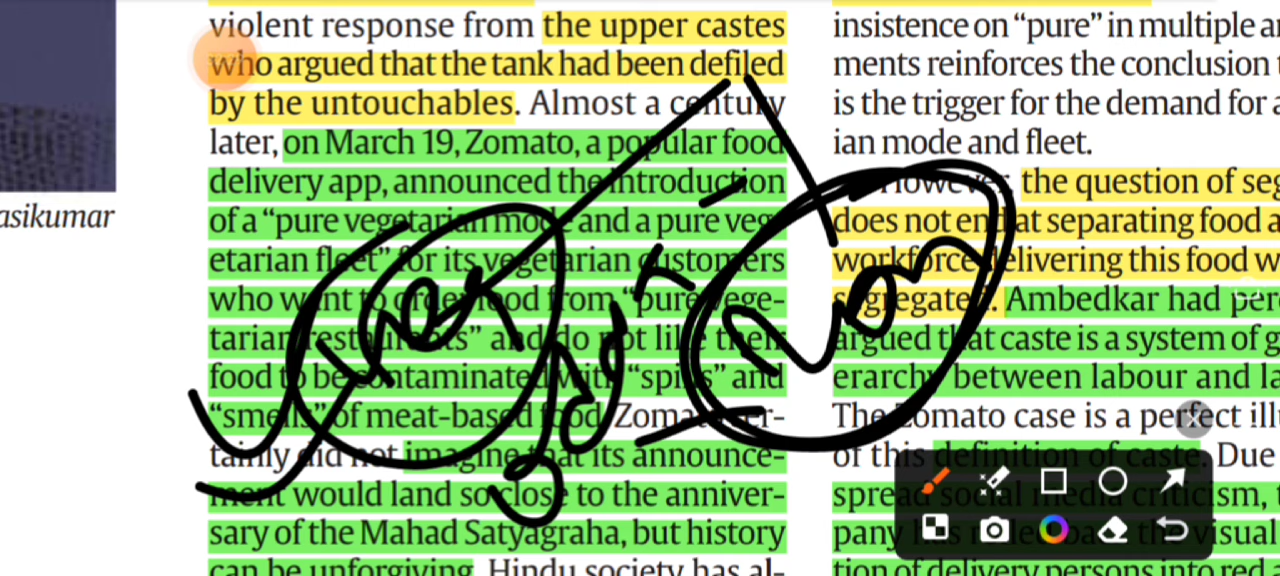 violent response from the upper castes
who argued that the tank had been defiled
by the untouchables. Almost a century
later, on March 19, Zomato, a popular food
delivery app, announced the introduction
of a “pure vegetarian mode and a pure veg-
etarian fleet” for its vegetarian customers
who want to order food from “pure vege-
tarian restaurants” and do not like their
food to be contaminated with “spills” and
“smells” of meat-based food. Zomato cer-
tainly did not imagine that its announce-
ment would land so close to the anniver-
sary of the Mahad Satyagraha, but history
can be unforgiving. Hindu society has al-
asikumar
insistence on “pure” in multiple
ments reinforces the conclusion
is the trigger for the demand for a
ian mode and fleet.
However, the question of seg
does not end at separating food a
workforce delivering this food w
segregated. Ambedkar had per
argued that caste is a system of g
erarchy between labour and la
The Zomato case is a perfect ill
of this definition of caste. Due
spread social media criticism,
pany has rolled back the visual
tion of delivery persons into red